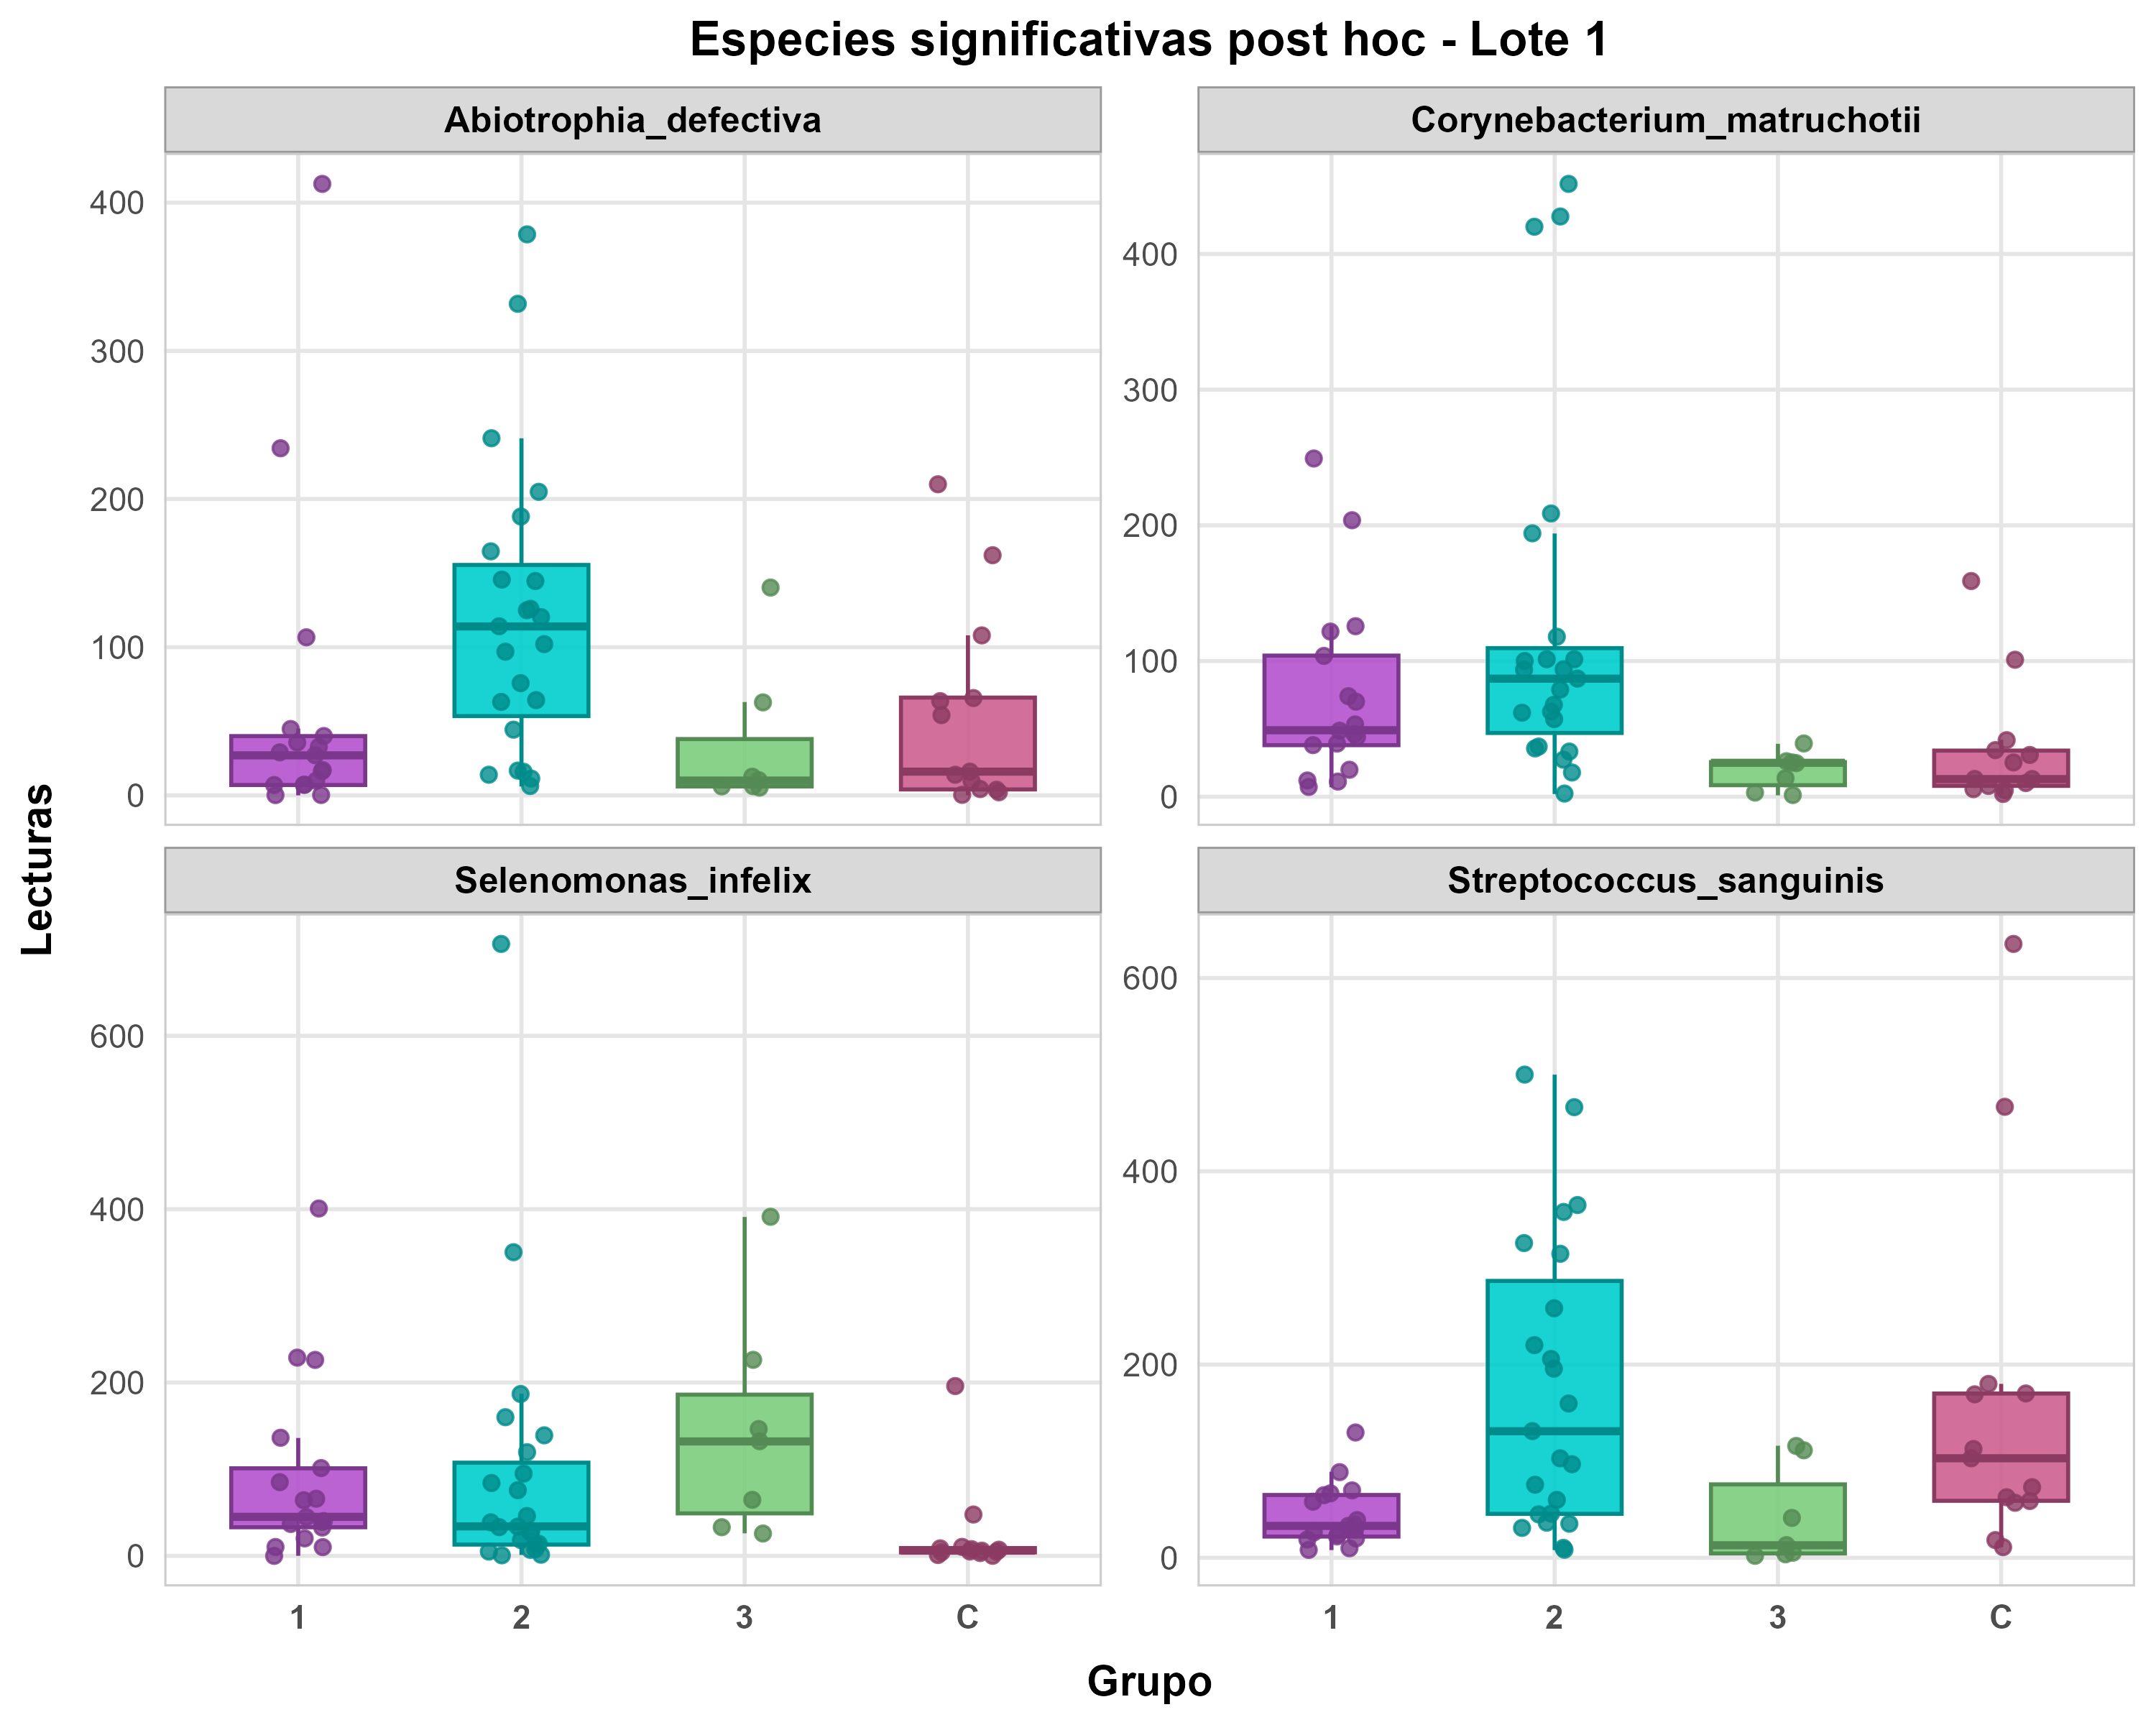 Especies significativas post hoc - Lote 1
Abiotrophia_defectiva
Corynebacterium_matruchotii
400
300
200
100
0
400
300
200
100
0
Selenomonas_infelix
Streptococcus_sanguinis
600
400
200
0
600
400
200
0
1 2 3 C
1 2 3 C
Lecturas
Grupo